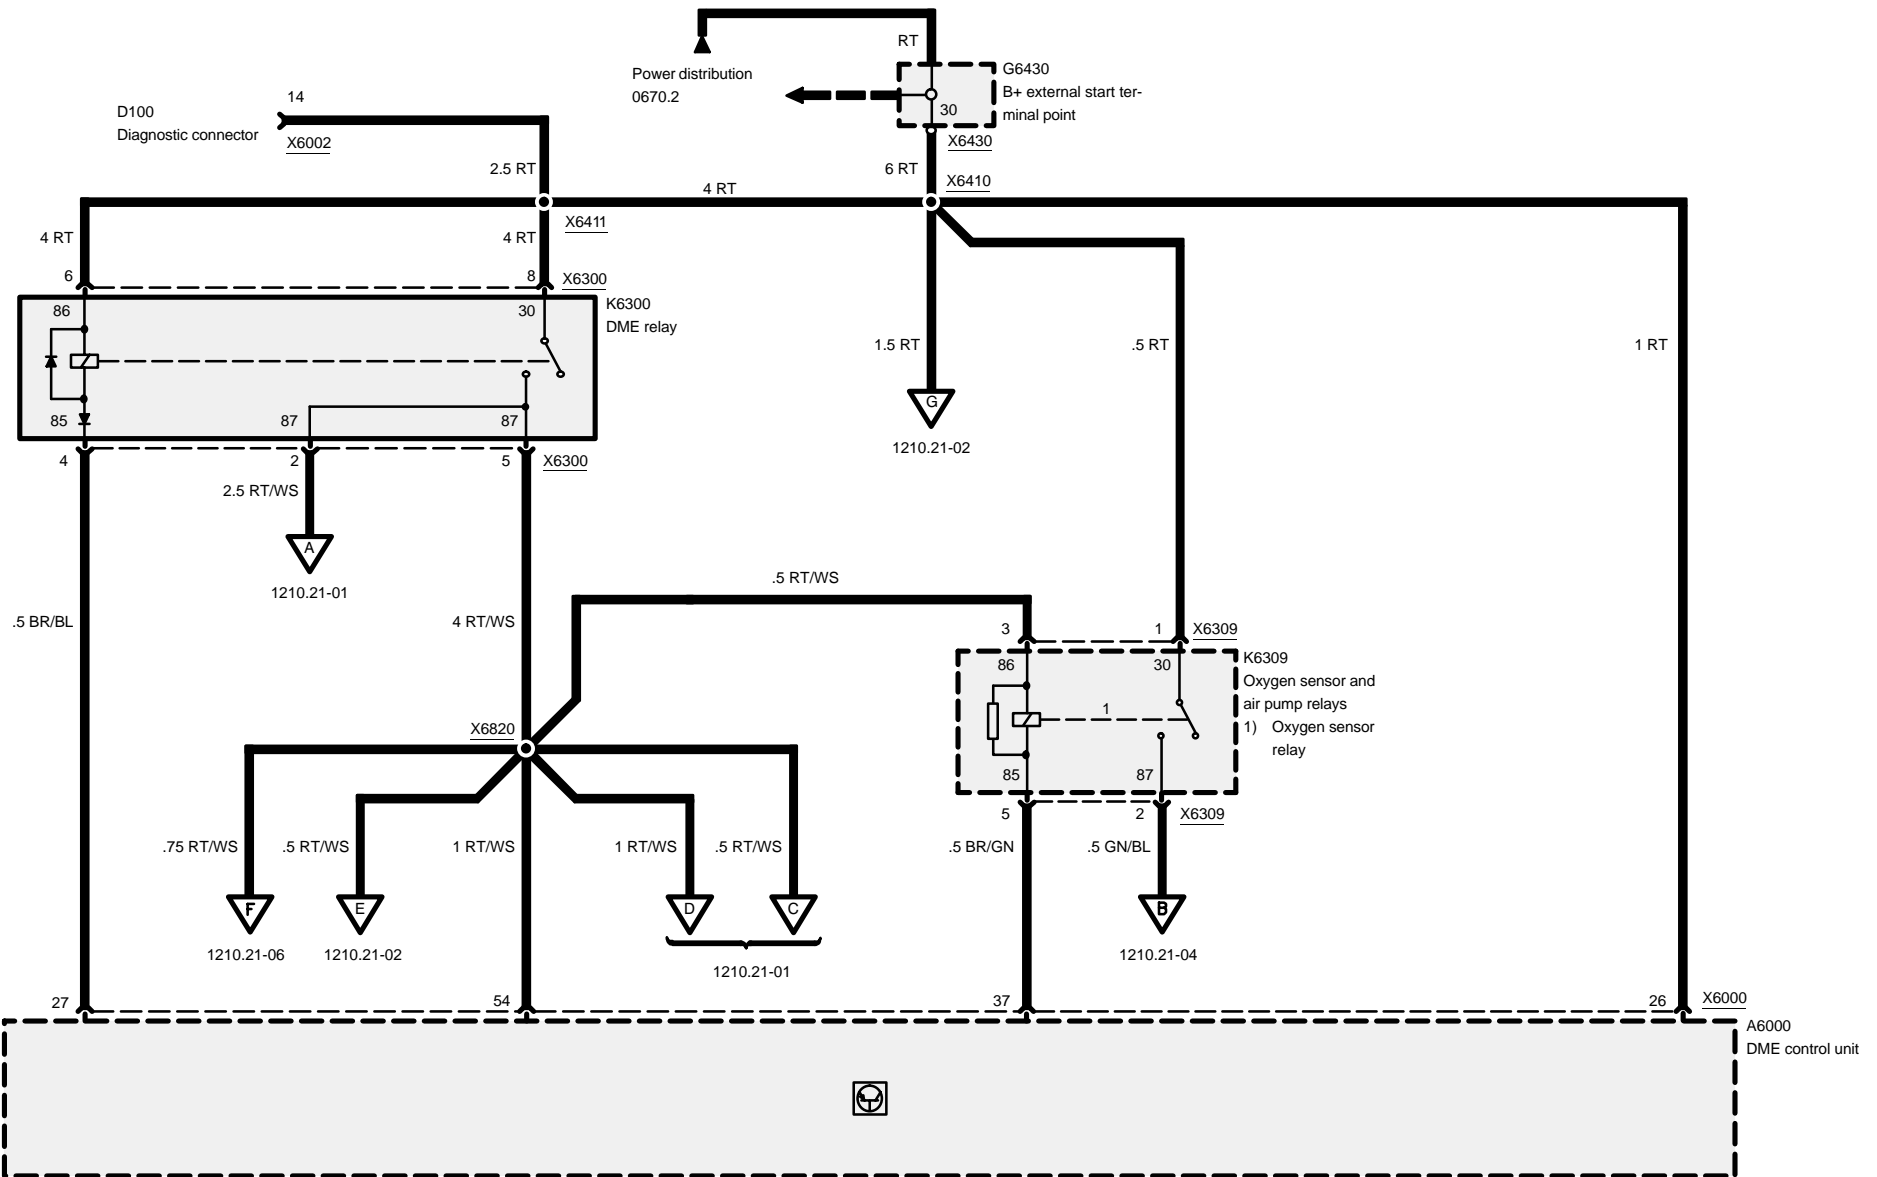 RT
Power distribution
0670.2
G6430
B+ external start ter-
minal point
30
X6430
14
D100
Diagnostic connector
X6002
2.5 RT
6 RT
X6410
4 RT
X6411
4 RT
4 RT
6
8
X6300
K6300
DME relay
86
30
1.5 RT
.5 RT
1 RT
G
1210.21-02
85
87
87
4
2
5
X6300
2.5 RT/WS
A
1210.21-01
.5 RT/WS
.5 BR/BL
4 RT/WS
3
1
X6309
86
30
K6309
Oxygen sensor and
air pump relays
1) Oxygen sensor
relay
1
X6820
85
87
5
2
X6309
.75 RT/WS
.5 RT/WS
1 RT/WS
1 RT/WS
.5 RT/WS
.5 BR/GN
.5 GN/BL
F
E
D
C
B
1210.21-06
1210.21-02
1210.21-01
1210.21-04
27
54
37
26
X6000
A6000
DME control unit